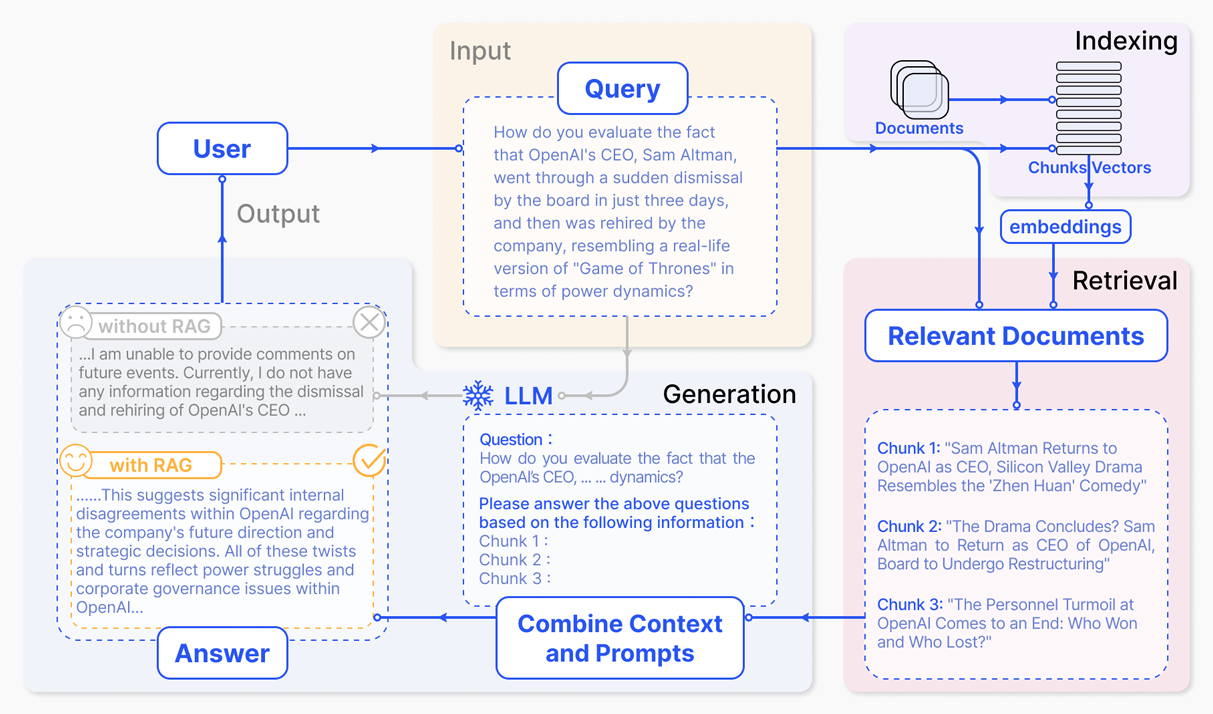 Input
Query
How do you evaluate the fact
that OpenAI's CEO, Sam Altman,
went through a sudden dismissal
by the board in just three days,
and then was rehired by the
company, resembling a real-life
version of "Game of Thrones" in
terms of power dynamics?
Indexing
Documents
Chunks Vectors
embeddings
User
Output
Retrieval
Relevant Documents
Chunk 1: "Sam Altman Returns to
OpenAI as CEO, Silicon Valley Drama
Resembles the 'Zhen Huan' Comedy"
Chunk 2: "The Drama Concludes? Sam
Altman to Return as CEO of OpenAI,
Board to Undergo Restructuring"
Chunk 3: "The Personnel Turmoil at
OpenAI Comes to an End: Who Won
and Who Lost?"
Generation
LLM
Question :
How do you evaluate the fact that the
OpenAI's CEO, ... ... dynamics?
Please answer the above questions
based on the following information :
Chunk 1 :
Chunk 2 :
Chunk 3 :
Combine Context
and Prompts
without RAG
...I am unable to provide comments on
future events. Currently, I do not have
any information regarding the dismissal
and rehiring of OpenAI's CEO ...
with RAG
......This suggests significant internal
disagreements within OpenAI regarding
the company's future direction and
strategic decisions. All of these twists
and turns reflect power struggles and
corporate governance issues within
OpenAI...
Answer